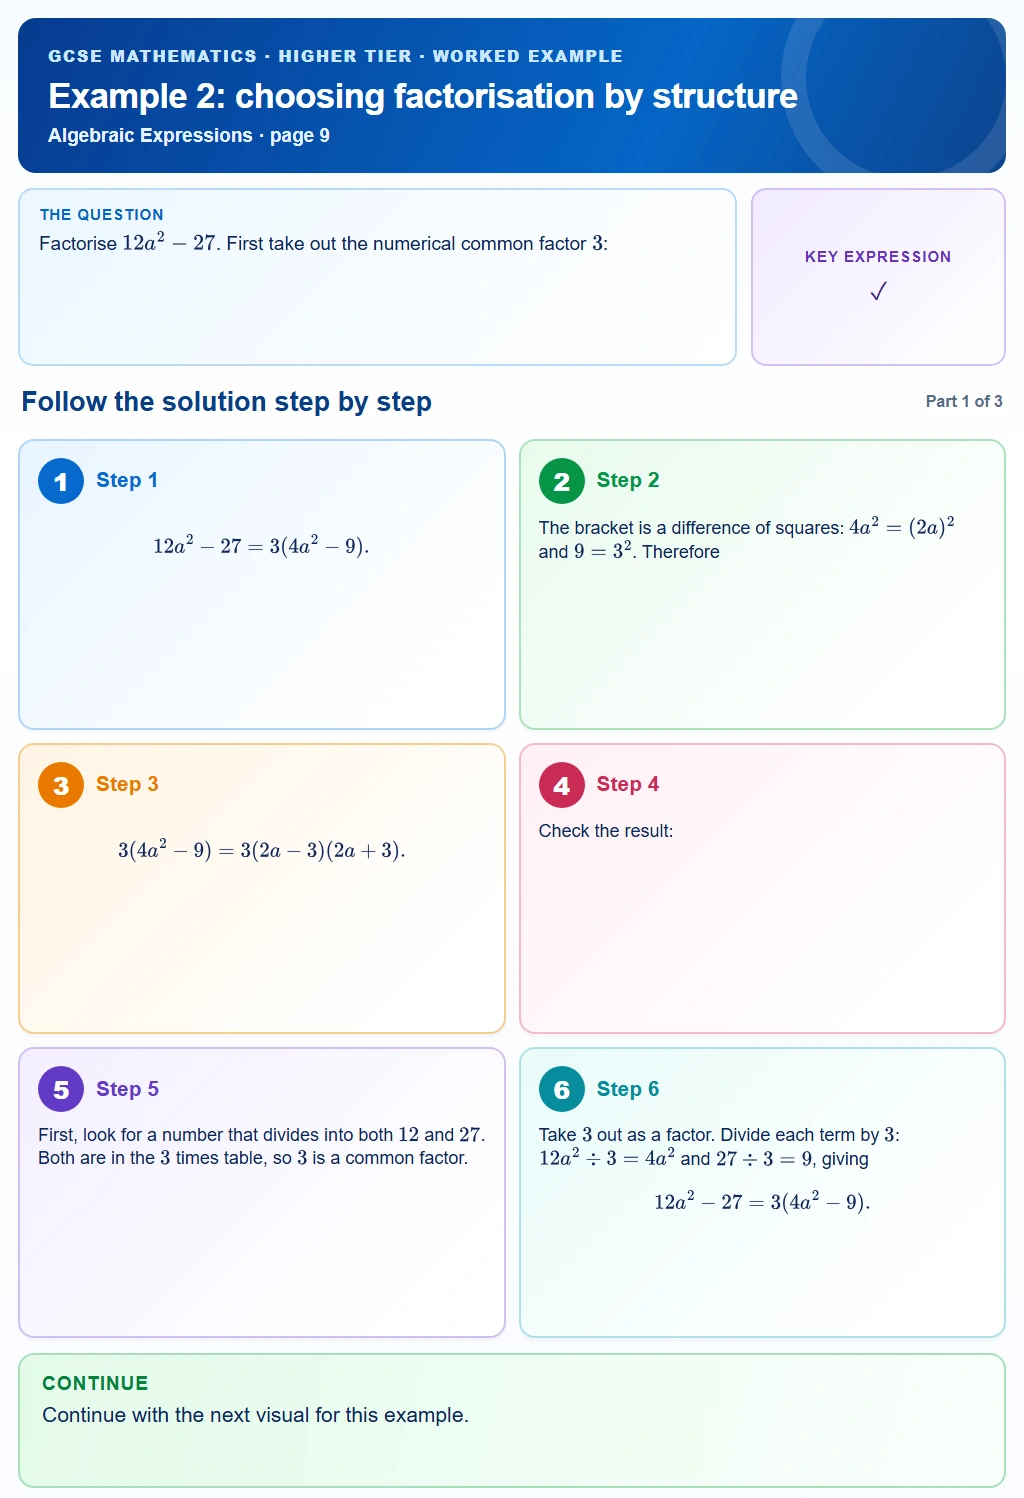 GCSE MATHEMATICS · HIGHER TIER · WORKED EXAMPLE
Example 2: choosing factorisation by structure
Algebraic Expressions · page 9
THE QUESTION
Factorise 12a² − 27. First take out the numerical common factor 3:
KEY EXPRESSION
✓
Follow the solution step by step
Part 1 of 3
1 Step 1
12a² − 27 = 3(4a² − 9).
2 Step 2
The bracket is a difference of squares: 4a² = (2a)²
and 9 = 3². Therefore
3 Step 3
3(4a² − 9) = 3(2a − 3)(2a + 3).
4 Step 4
Check the result:
5 Step 5
First, look for a number that divides into both 12 and 27.
Both are in the 3 times table, so 3 is a common factor.
6 Step 6
Take 3 out as a factor. Divide each term by 3:
12a² ÷ 3 = 4a² and 27 ÷ 3 = 9, giving
12a² − 27 = 3(4a² − 9).
CONTINUE
Continue with the next visual for this example.